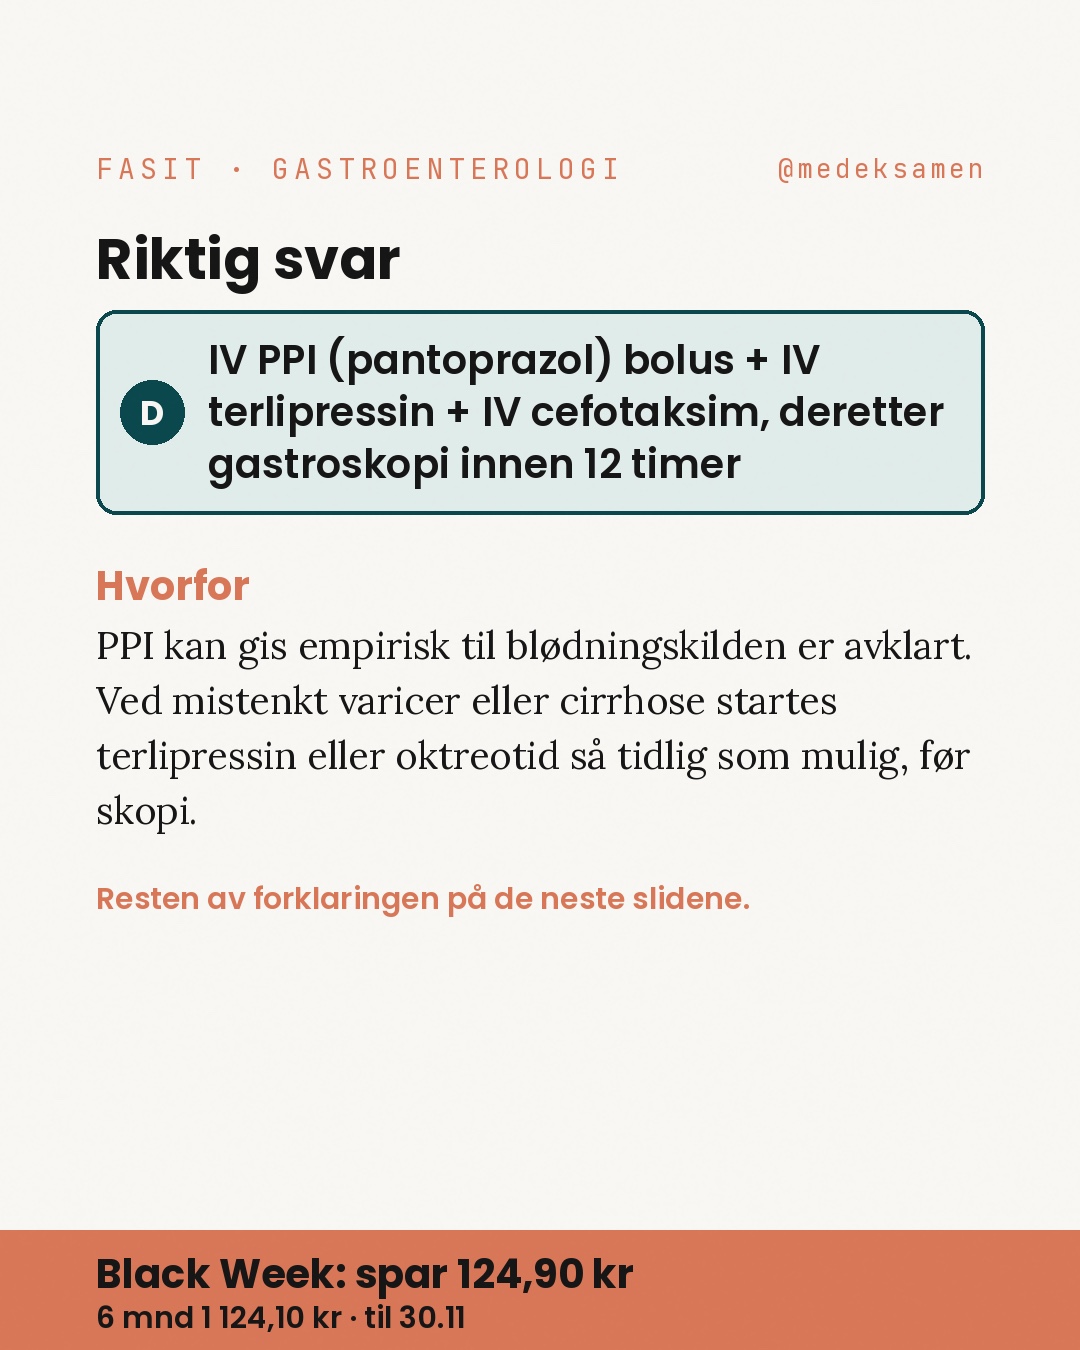 FASIT · GASTROENTEROLOGI
@medeksamen
Riktig svar
D
IV PPI (pantoprazol) bolus + IV
terlipressin + IV cefotaksim, deretter
gastroskopi innen 12 timer
Hvorfor
PPI kan gis empirisk til blødningskilden er avklart.
Ved mistenkt varicer eller cirrhose startes
terlipressin eller oktreotid så tidlig som mulig, før
skopi.
Resten av forklaringen på de neste slidene.
Black Week: spar 124,90 kr
6 mnd 1 124,10 kr · til 30.11